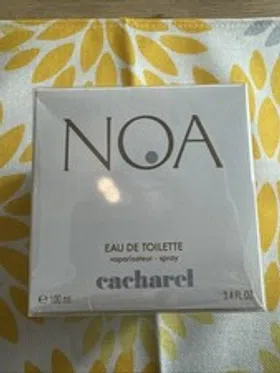 NOA
EAU DE TOILETTE
vaporisateur - spray
cacharel
e 100 ml 3.4 FL.OZ